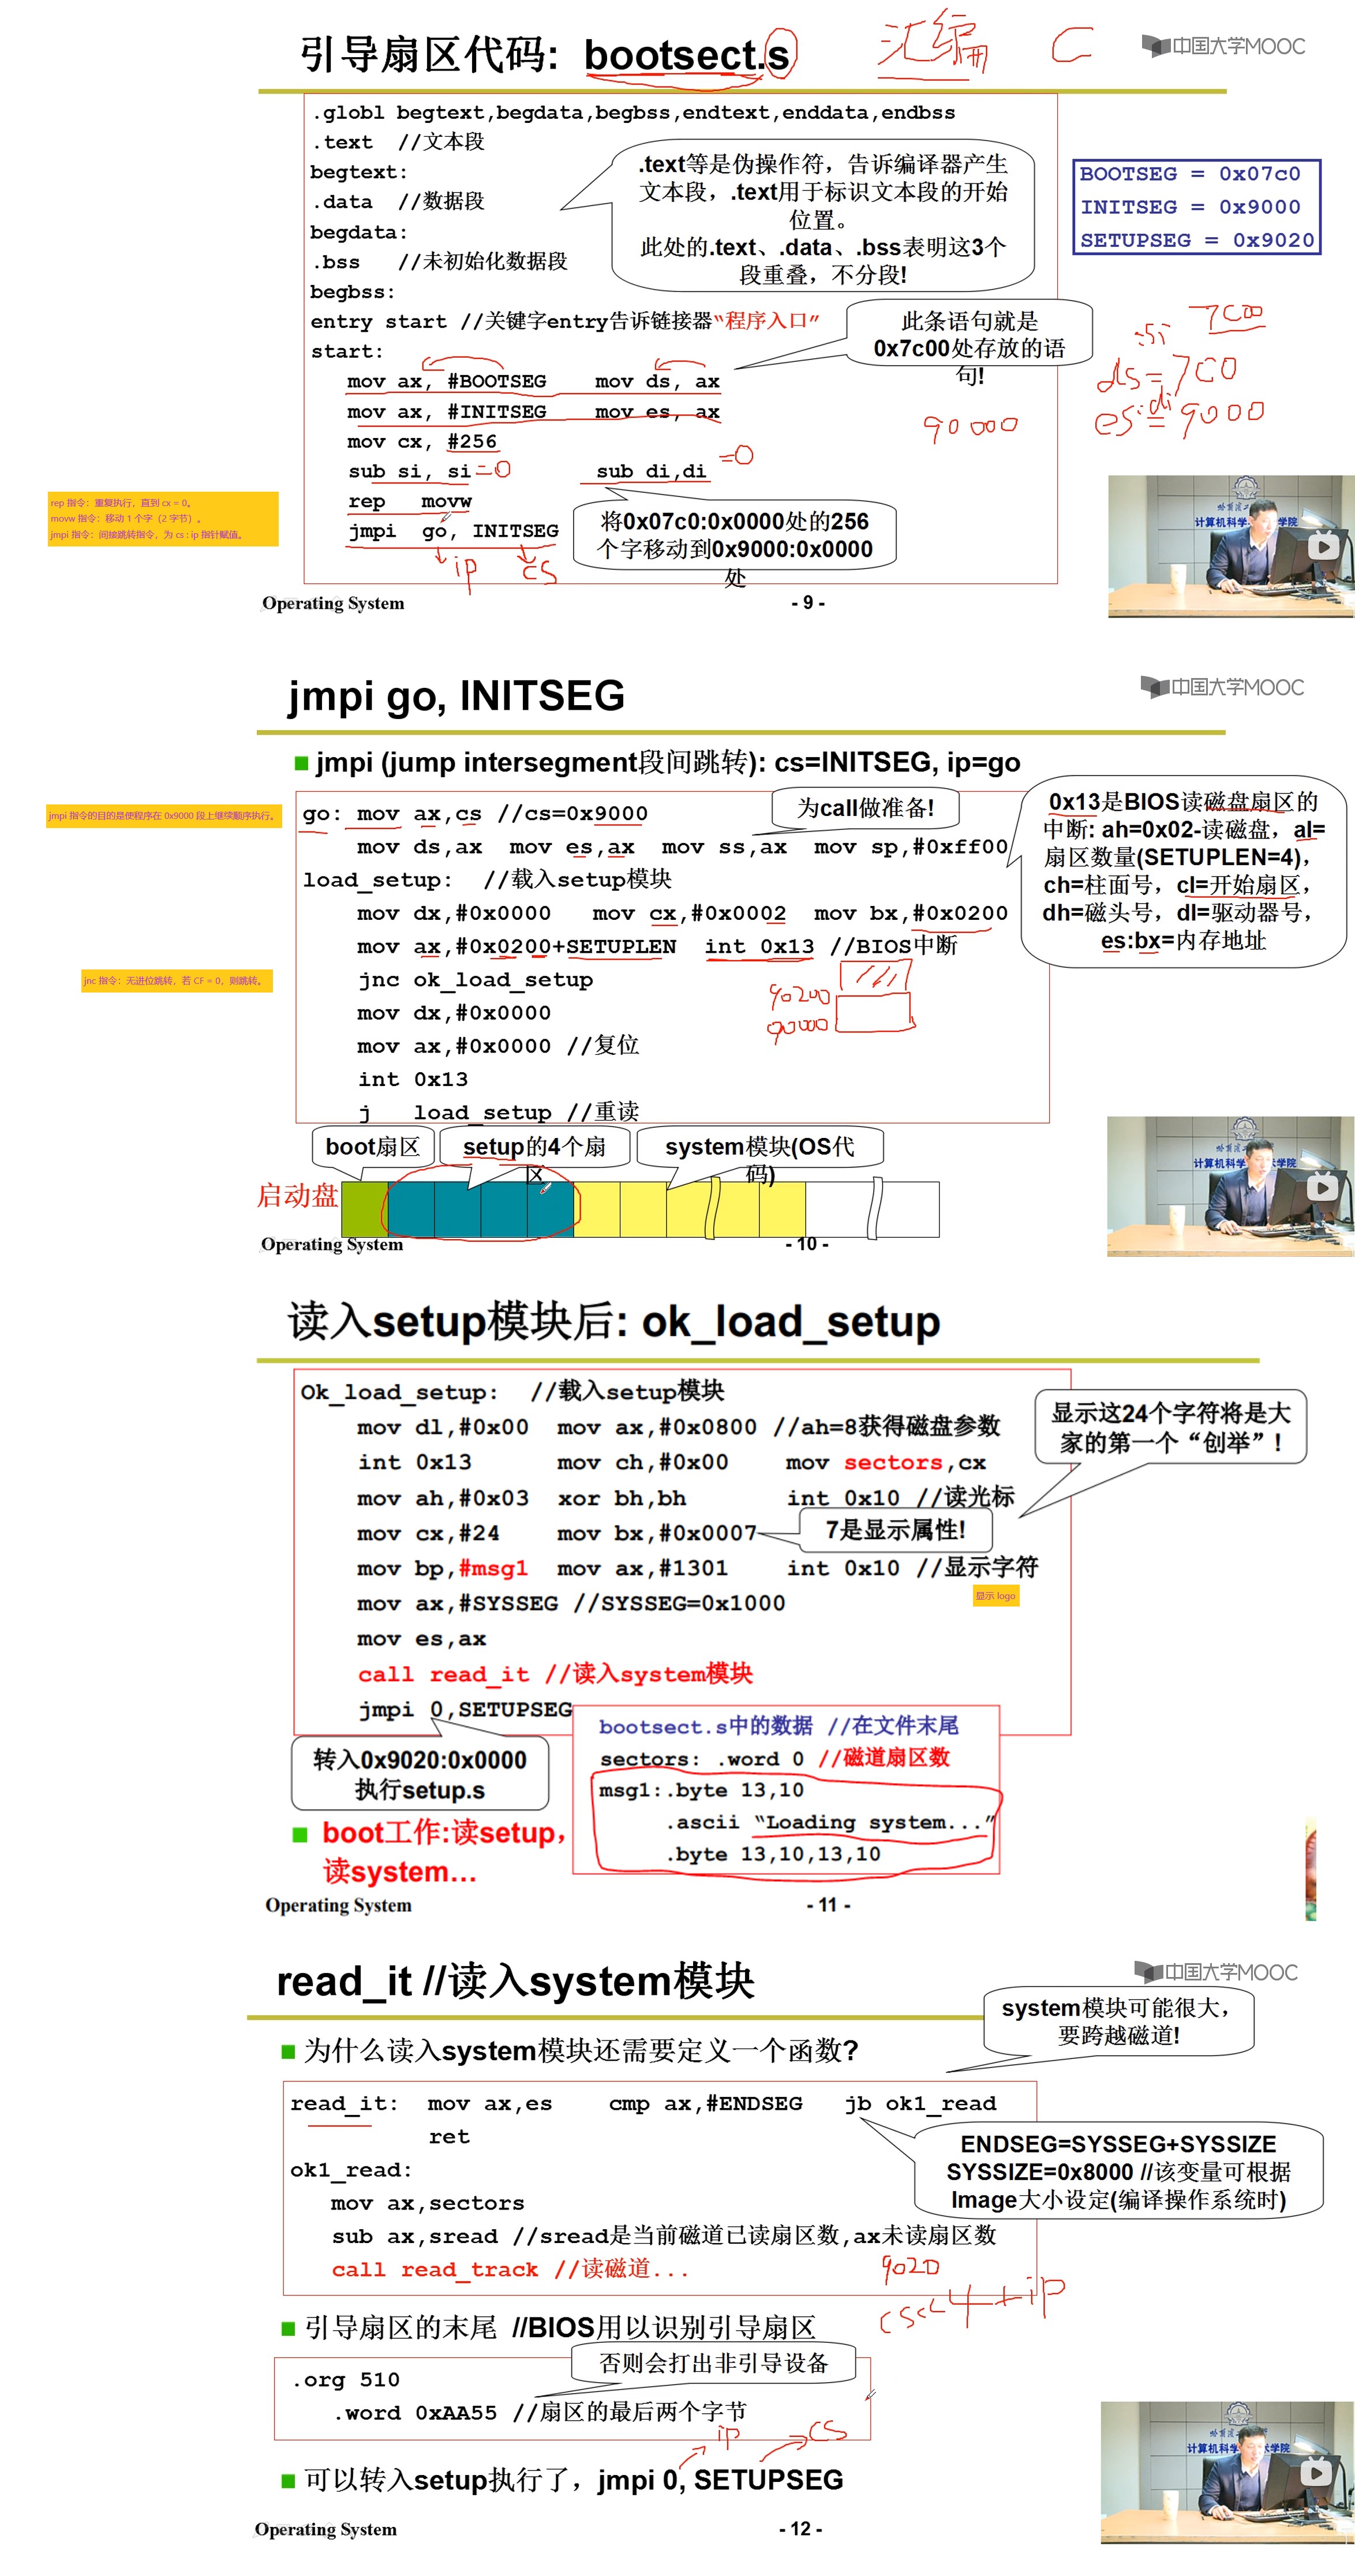 引导扇区代码: bootsect.s
汇编 C
中国大学MOOC
.globl begtext,begdata,begbss,endtext,enddata,endbss
.text //文本段
begtext:
.data //数据段
begdata:
.bss //未初始化数据段
begbss:
entry start //关键字entry告诉链接器“程序入口”
start:
mov ax, #BOOTSEG mov ds, ax
mov ax, #INITSEG mov es, ax
mov cx, #256
sub si, si =0 sub di,di =0
rep movw
jmpi go, INITSEG
ip cs
.text等是伪操作符，告诉编译器产生
文本段，.text用于标识文本段的开始
位置。
此处的.text、.data、.bss表明这3个
段重叠，不分段!
BOOTSEG = 0x07c0
INITSEG = 0x9000
SETUPSEG = 0x9020
此条语句就是
0x7c00处存放的语
句!
:si 7C00
ds=7C0
es:di=9000
90000
将0x07c0:0x0000处的256
个字移动到0x9000:0x0000
处
rep 指令：重复执行，直到 cx = 0。
movw 指令：移动 1 个字（2 字节）。
jmpi 指令：间接跳转指令，为 cs : ip 指针赋值。
哈尔滨工
计算机科学 术学院
Operating System
- 9 -
jmpi go, INITSEG
中国大学MOOC
jmpi (jump intersegment段间跳转): cs=INITSEG, ip=go
go: mov ax,cs //cs=0x9000
mov ds,ax mov es,ax mov ss,ax mov sp,#0xff00
load_setup: //载入setup模块
mov dx,#0x0000 mov cx,#0x0002 mov bx,#0x0200
mov ax,#0x0200+SETUPLEN int 0x13 //BIOS中断
jnc ok_load_setup
mov dx,#0x0000
mov ax,#0x0000 //复位
int 0x13
j load_setup //重读
为call做准备!
0x13是BIOS读磁盘扇区的
中断: ah=0x02-读磁盘，al=
扇区数量(SETUPLEN=4)，
ch=柱面号，cl=开始扇区，
dh=磁头号，dl=驱动器号，
es:bx=内存地址
90200
90000
jmpi 指令的目的是使程序在 0x9000 段上继续顺序执行。
jnc 指令：无进位跳转，若 CF = 0，则跳转。
boot扇区
setup的4个扇
区
system模块(OS代
码)
启动盘
计算机科学 术学院
Operating System
- 10 -
读入setup模块后: ok_load_setup
Ok_load_setup: //载入setup模块
mov dl,#0x00 mov ax,#0x0800 //ah=8获得磁盘参数
int 0x13 mov ch,#0x00 mov sectors,cx
mov ah,#0x03 xor bh,bh int 0x10 //读光标
mov cx,#24 mov bx,#0x0007
mov bp,#msg1 mov ax,#1301 int 0x10 //显示字符
mov ax,#SYSSEG //SYSSEG=0x1000
mov es,ax
call read_it //读入system模块
jmpi 0,SETUPSEG
显示这24个字符将是大
家的第一个“创举”!
7是显示属性!
显示 logo
转入0x9020:0x0000
执行setup.s
bootsect.s中的数据 //在文件末尾
sectors: .word 0 //磁道扇区数
msg1:.byte 13,10
.ascii “Loading system...”
.byte 13,10,13,10
boot工作:读setup，
读system...
Operating System
- 11 -
read_it //读入system模块
中国大学MOOC
system模块可能很大，
要跨越磁道!
为什么读入system模块还需要定义一个函数?
read_it: mov ax,es cmp ax,#ENDSEG jb ok1_read
ret
ok1_read:
mov ax,sectors
sub ax,sread //sread是当前磁道已读扇区数,ax未读扇区数
call read_track //读磁道...
ENDSEG=SYSSEG+SYSSIZE
SYSSIZE=0x8000 //该变量可根据
Image大小设定(编译操作系统时)
9020
cs<<4+ip
引导扇区的末尾 //BIOS用以识别引导扇区
否则会打出非引导设备
.org 510
.word 0xAA55 //扇区的最后两个字节
ip cs
可以转入setup执行了，jmpi 0, SETUPSEG
计算机科学 术学院
Operating System
- 12 -